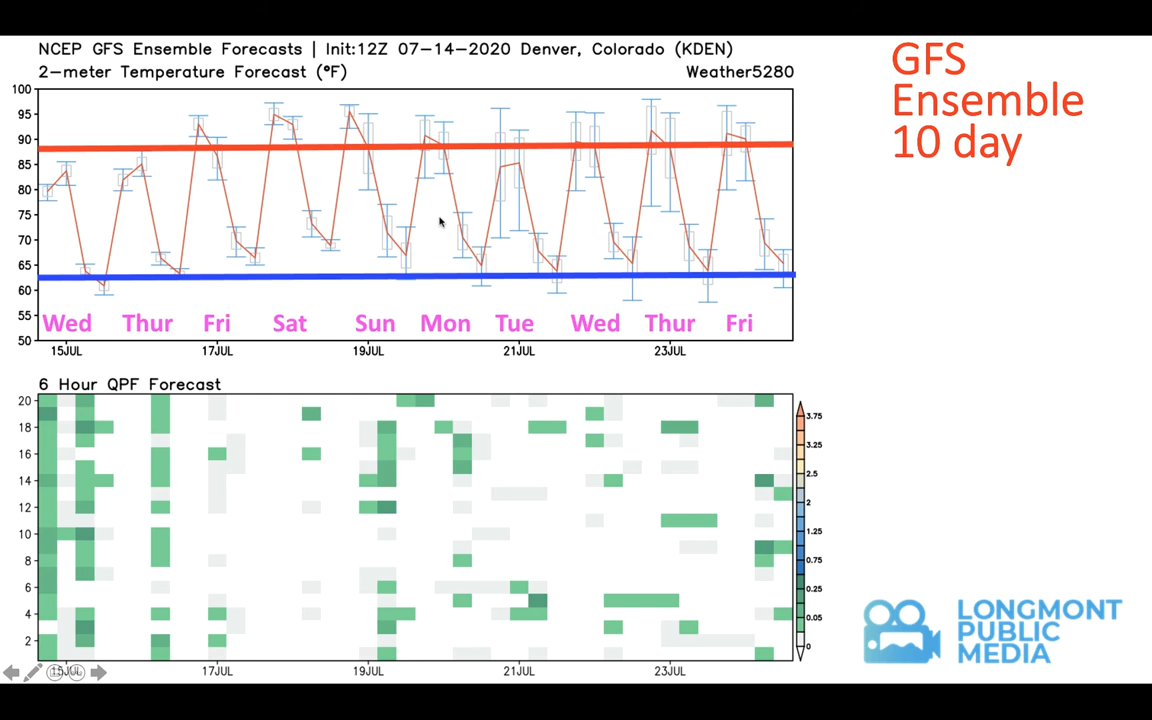 NCEP GFS Ensemble Forecasts | Init:12Z 07-14-2020 Denver, Colorado (KDEN)
2-meter Temperature Forecast (°F)
Weather5280
GFS
Ensemble
10 day
100
95
90
85
80
75
70
65
60
55
50
Wed Thur Fri Sat Sun Mon Tue Wed Thur Fri
15JUL 17JUL 19JUL 21JUL 23JUL
6 Hour QPF Forecast
20
18
16
14
12
10
8
6
4
2
3.75
3.25
2.5
2
1.25
0.75
0.25
0.05
0
15JUL 17JUL 19JUL 21JUL 23JUL
LONGMONT
PUBLIC
MEDIA